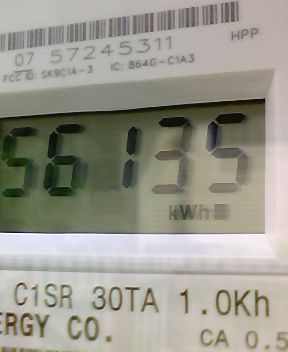 HPP
07 57245311
FCC ID: SK9C1A-3 IC: 864G-C1A3
56135
kWh
C1SR 30TA 1.0Kh
ERGY CO.
CA 0.5